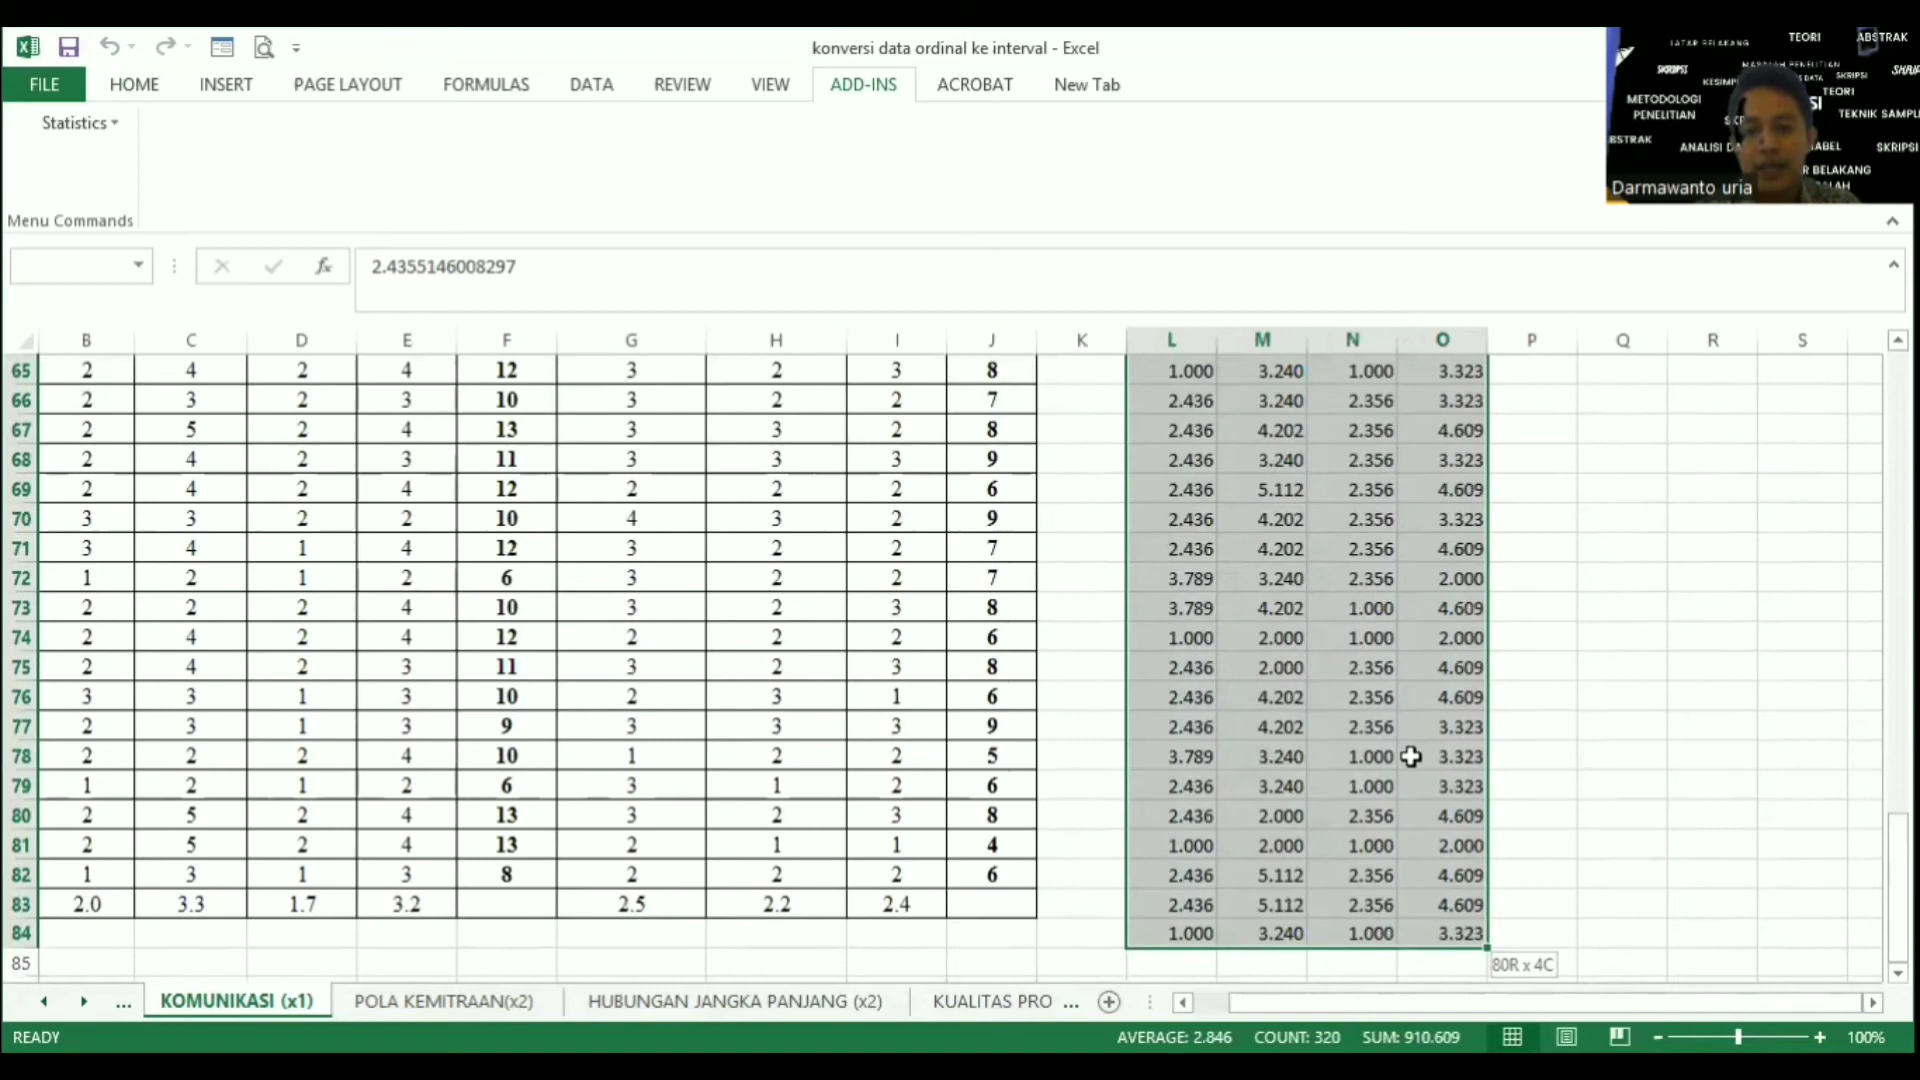 konversi data ordinal ke interval - Excel
FILE HOME INSERT PAGE LAYOUT FORMULAS DATA REVIEW VIEW ADD-INS ACROBAT New Tab
Statistics
Menu Commands
LATAR BELAKANG TEORI ABSTRAK
SKRIPSI
TEORI
METODOLOGI
PENELITIAN
TEKNIK SAMPU
BSTRAK ANALISI D ABEL SKRIPSI
R BELAKANG
Darmawanto uria
fx 2.4355146008297
B C D E F G H I J K L M N O P Q R S
65 2 4 2 4 12 3 2 3 8 1.000 3.240 1.000 3.323
66 2 3 2 3 10 3 2 2 7 2.436 3.240 2.356 3.323
67 2 5 2 4 13 3 3 2 8 2.436 4.202 2.356 4.609
68 2 4 2 3 11 3 3 3 9 2.436 3.240 2.356 3.323
69 2 4 2 4 12 2 2 2 6 2.436 5.112 2.356 4.609
70 3 3 2 2 10 4 3 2 9 2.436 4.202 2.356 3.323
71 3 4 1 4 12 3 2 2 7 2.436 4.202 2.356 4.609
72 1 2 1 2 6 3 2 2 7 3.789 3.240 2.356 2.000
73 2 2 2 4 10 3 2 3 8 3.789 4.202 1.000 4.609
74 2 4 2 4 12 2 2 2 6 1.000 2.000 1.000 2.000
75 2 4 2 3 11 3 2 3 8 2.436 2.000 2.356 4.609
76 3 3 1 3 10 2 3 1 6 2.436 4.202 2.356 4.609
77 2 3 1 3 9 3 3 3 9 2.436 4.202 2.356 3.323
78 2 2 2 4 10 1 2 2 5 3.789 3.240 1.000 3.323
79 1 2 1 2 6 3 1 2 6 2.436 3.240 1.000 3.323
80 2 5 2 4 13 3 2 3 8 2.436 2.000 2.356 4.609
81 2 5 2 4 13 2 1 1 4 1.000 2.000 1.000 2.000
82 1 3 1 3 8 2 2 2 6 2.436 5.112 2.356 4.609
83 2.0 3.3 1.7 3.2 2.5 2.2 2.4 2.436 5.112 2.356 4.609
84 1.000 3.240 1.000 3.323
85 80R x 4C
... KOMUNIKASI (x1) POLA KEMITRAAN(x2) HUBUNGAN JANGKA PANJANG (x2) KUALITAS PRO ...
READY AVERAGE: 2.846 COUNT: 320 SUM: 910.609 100%